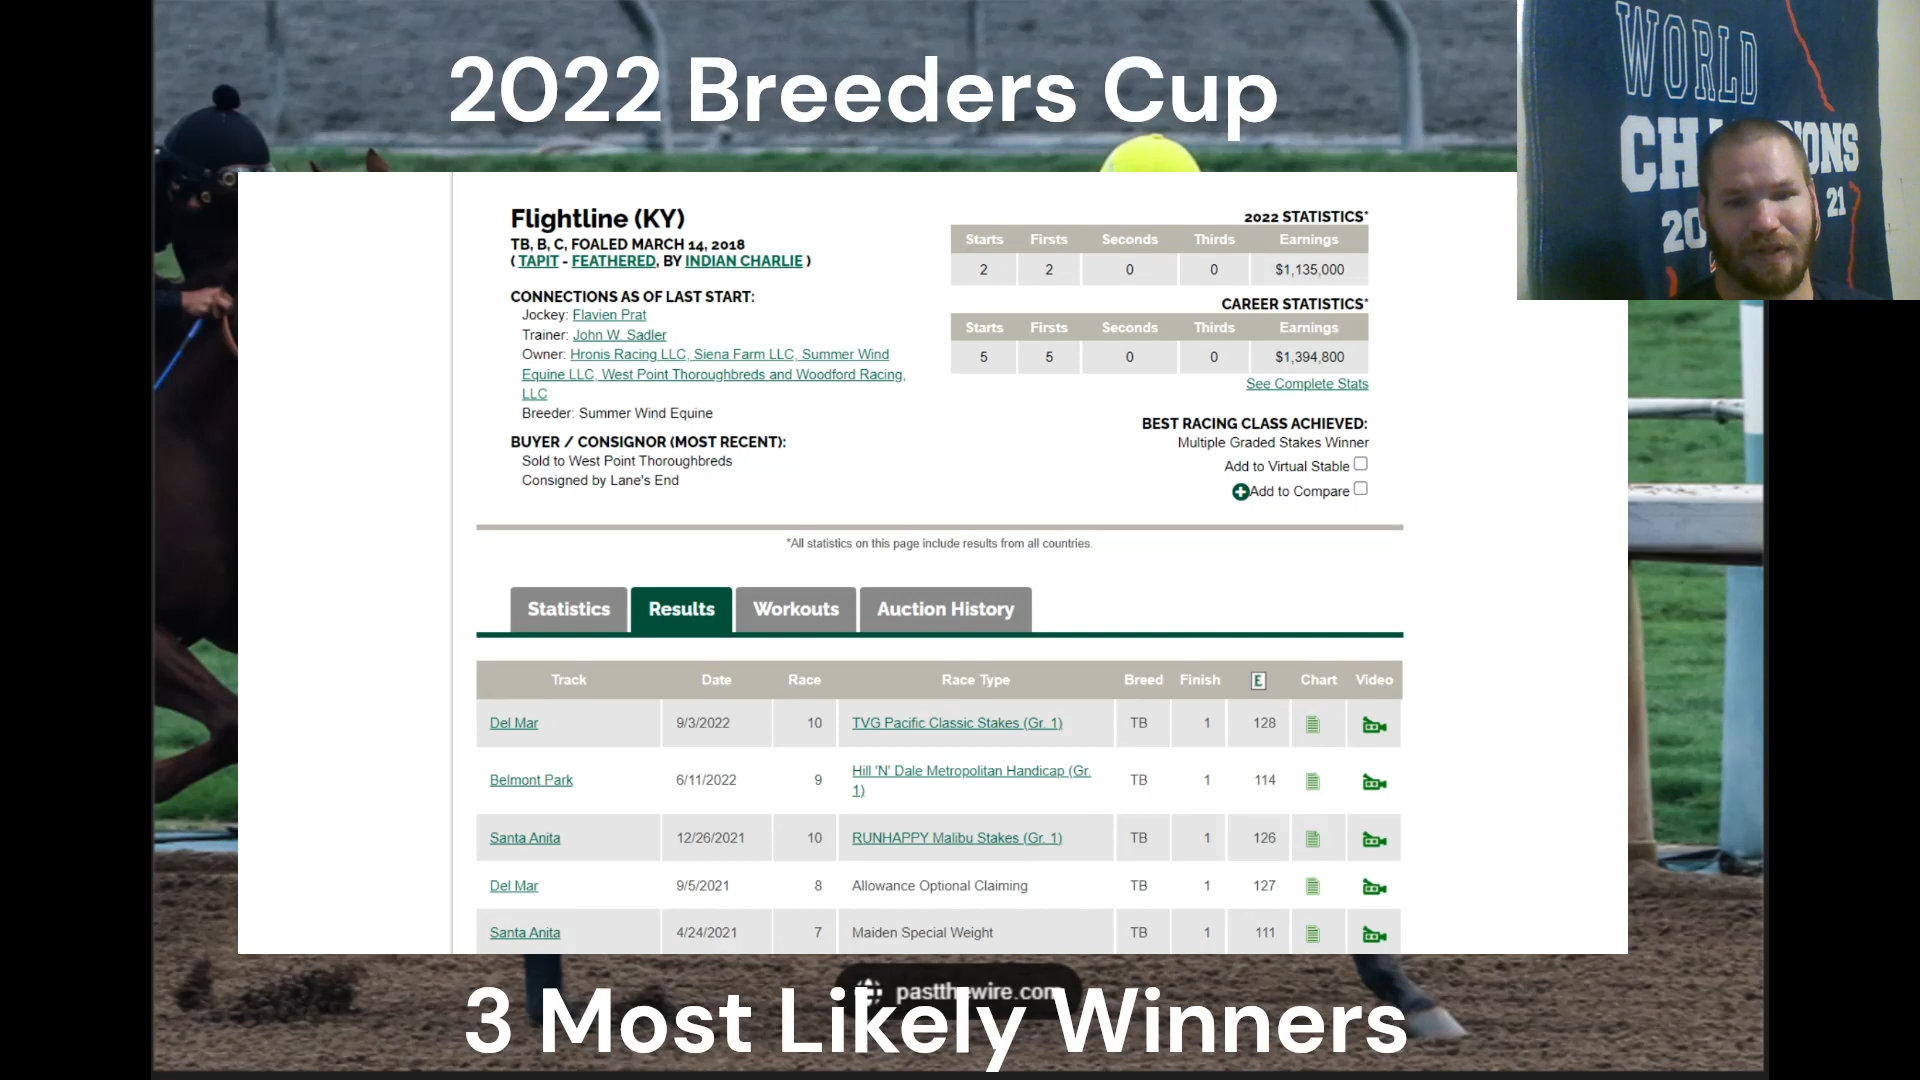 2022 Breeders Cup
WORLD
CH
ONS
20
21
Flightline (KY)
TB, B, C, FOALED MARCH 14, 2018
( TAPIT - FEATHERED, BY INDIAN CHARLIE )
CONNECTIONS AS OF LAST START:
Jockey: Flavien Prat
Trainer: John W. Sadler
Owner: Hronis Racing LLC, Siena Farm LLC, Summer Wind
Equine LLC, West Point Thoroughbreds and Woodford Racing,
LLC
Breeder: Summer Wind Equine
BUYER / CONSIGNOR (MOST RECENT):
Sold to West Point Thoroughbreds
Consigned by Lane's End
2022 STATISTICS*
Starts Firsts Seconds Thirds Earnings
2 2 0 0 $1,135,000
CAREER STATISTICS*
Starts Firsts Seconds Thirds Earnings
5 5 0 0 $1,394,800
See Complete Stats
BEST RACING CLASS ACHIEVED:
Multiple Graded Stakes Winner
Add to Virtual Stable
Add to Compare
*All statistics on this page include results from all countries.
Statistics Results Workouts Auction History
Track Date Race Race Type Breed Finish E Chart Video
Del Mar 9/3/2022 10 TVG Pacific Classic Stakes (Gr. 1) TB 1 128
Belmont Park 6/11/2022 9 Hill 'N' Dale Metropolitan Handicap (Gr.
1) TB 1 114
Santa Anita 12/26/2021 10 RUNHAPPY Malibu Stakes (Gr. 1) TB 1 126
Del Mar 9/5/2021 8 Allowance Optional Claiming TB 1 127
Santa Anita 4/24/2021 7 Maiden Special Weight TB 1 111
pastthewire.com
3 Most Likely Winners